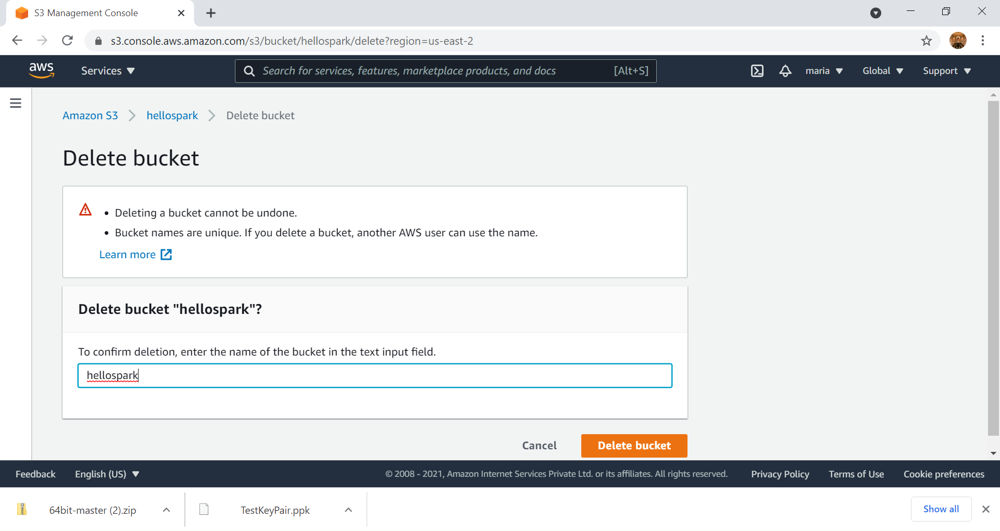 S3 Management Console
s3.console.aws.amazon.com/s3/bucket/hellospark/delete?region=us-east-2
aws
Services
Search for services, features, marketplace products, and docs [Alt+S]
maria
Global
Support
Amazon S3
hellospark
Delete bucket
Delete bucket
• Deleting a bucket cannot be undone.
• Bucket names are unique. If you delete a bucket, another AWS user can use the name.
Learn more
Delete bucket "hellospark"?
To confirm deletion, enter the name of the bucket in the text input field.
hellospark
Cancel
Delete bucket
Feedback
English (US)
© 2008 - 2021, Amazon Internet Services Private Ltd. or its affiliates. All rights reserved.
Privacy Policy
Terms of Use
Cookie preferences
64bit-master (2).zip
TestKeyPair.ppk
Show all